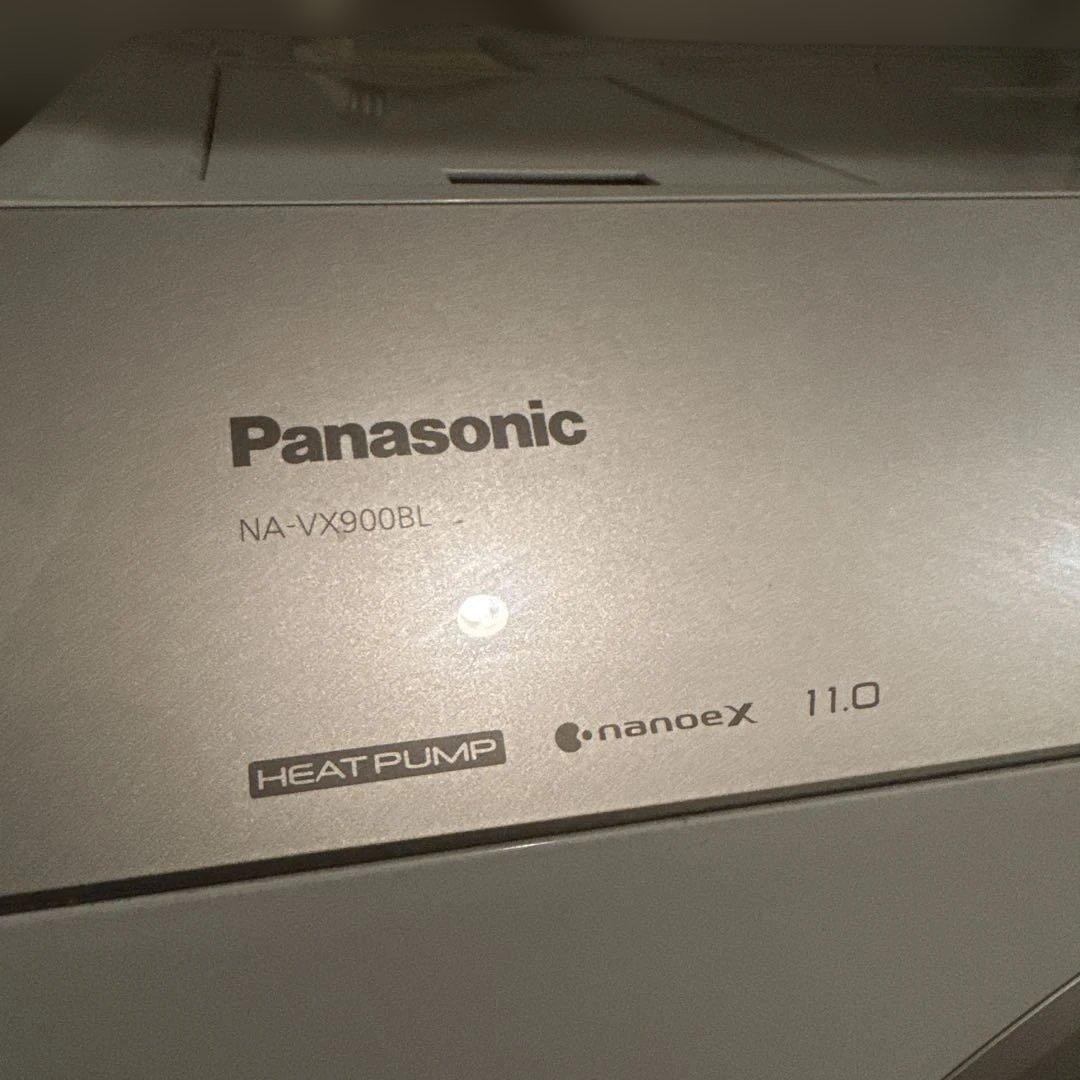 Panasonic
NA-VX900BL
HEAT PUMP nanoeX 11.0